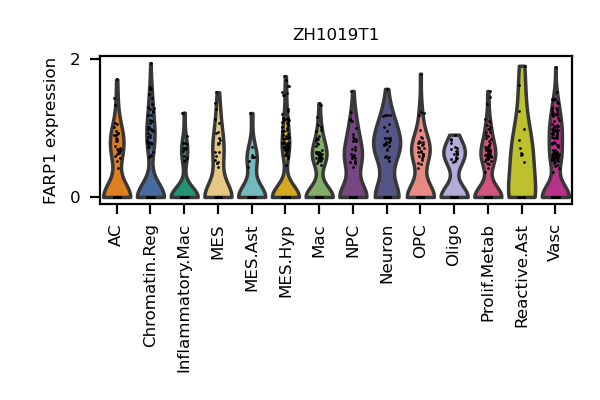 ZH1019T1
FARP1 expression
2
0
AC
Chromatin.Reg
Inflammatory.Mac
MES
MES.Ast
MES.Hyp
Mac
NPC
Neuron
OPC
Oligo
Prolif.Metab
Reactive.Ast
Vasc